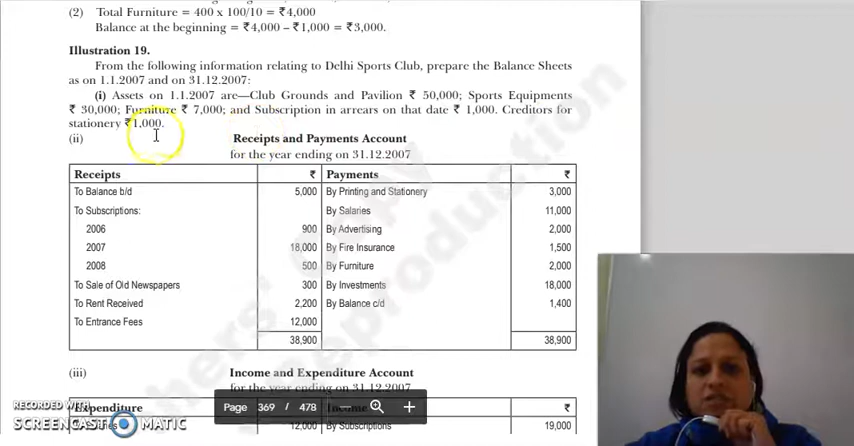 (2) Total Furniture = 400 x 100/10 = ₹4,000
Balance at the beginning = ₹4,000 – ₹1,000 = ₹3,000.
Illustration 19.
From the following information relating to Delhi Sports Club, prepare the Balance Sheets
as on 1.1.2007 and on 31.12.2007:
(i) Assets on 1.1.2007 are—Club Grounds and Pavilion ₹ 50,000; Sports Equipments
₹ 30,000; Furniture ₹ 7,000; and Subscription in arrears on that date ₹ 1,000. Creditors for
stationery ₹1,000.
(ii) Receipts and Payments Account
for the year ending on 31.12.2007
Receipts ₹ Payments ₹
To Balance b/d 5,000 By Printing and Stationery 3,000
To Subscriptions: By Salaries 11,000
2006 900 By Advertising 2,000
2007 18,000 By Fire Insurance 1,500
2008 500 By Furniture 2,000
To Sale of Old Newspapers 300 By Investments 18,000
To Rent Received 2,200 By Balance c/d 1,400
To Entrance Fees 12,000
38,900 38,900
(iii) Income and Expenditure Account
for the year ending on 31.12.2007
Expenditure ₹
12,000 By Subscriptions 19,000
Page 369 / 478
RECORDED WITH
SCREENCAST MATIC